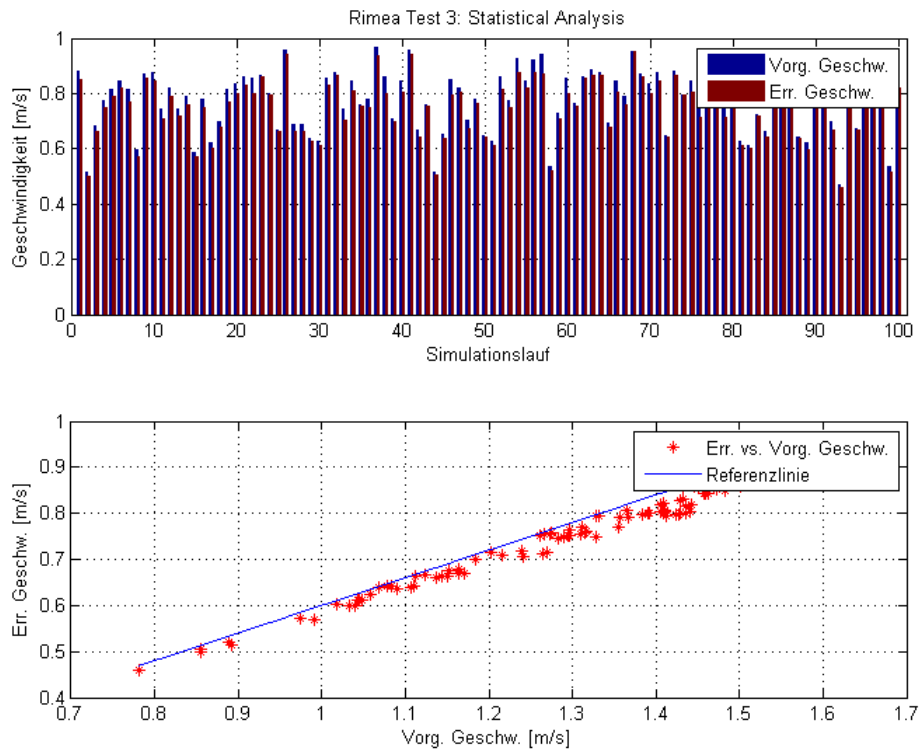 Rimea Test 3: Statistical Analysis
1
0.8
0.6
0.4
0.2
0
Geschwindigkeit [m/s]
Vorg. Geschw.
Err. Geschw.
0 10 20 30 40 50 60 70 80 90 100
Simulationslauf
1
0.9
0.8
0.7
0.6
0.5
0.4
Err. Geschw. [m/s]
Err. vs. Vorg. Geschw.
Referenzlinie
0.7 0.8 0.9 1 1.1 1.2 1.3 1.4 1.5 1.6 1.7
Vorg. Geschw. [m/s]